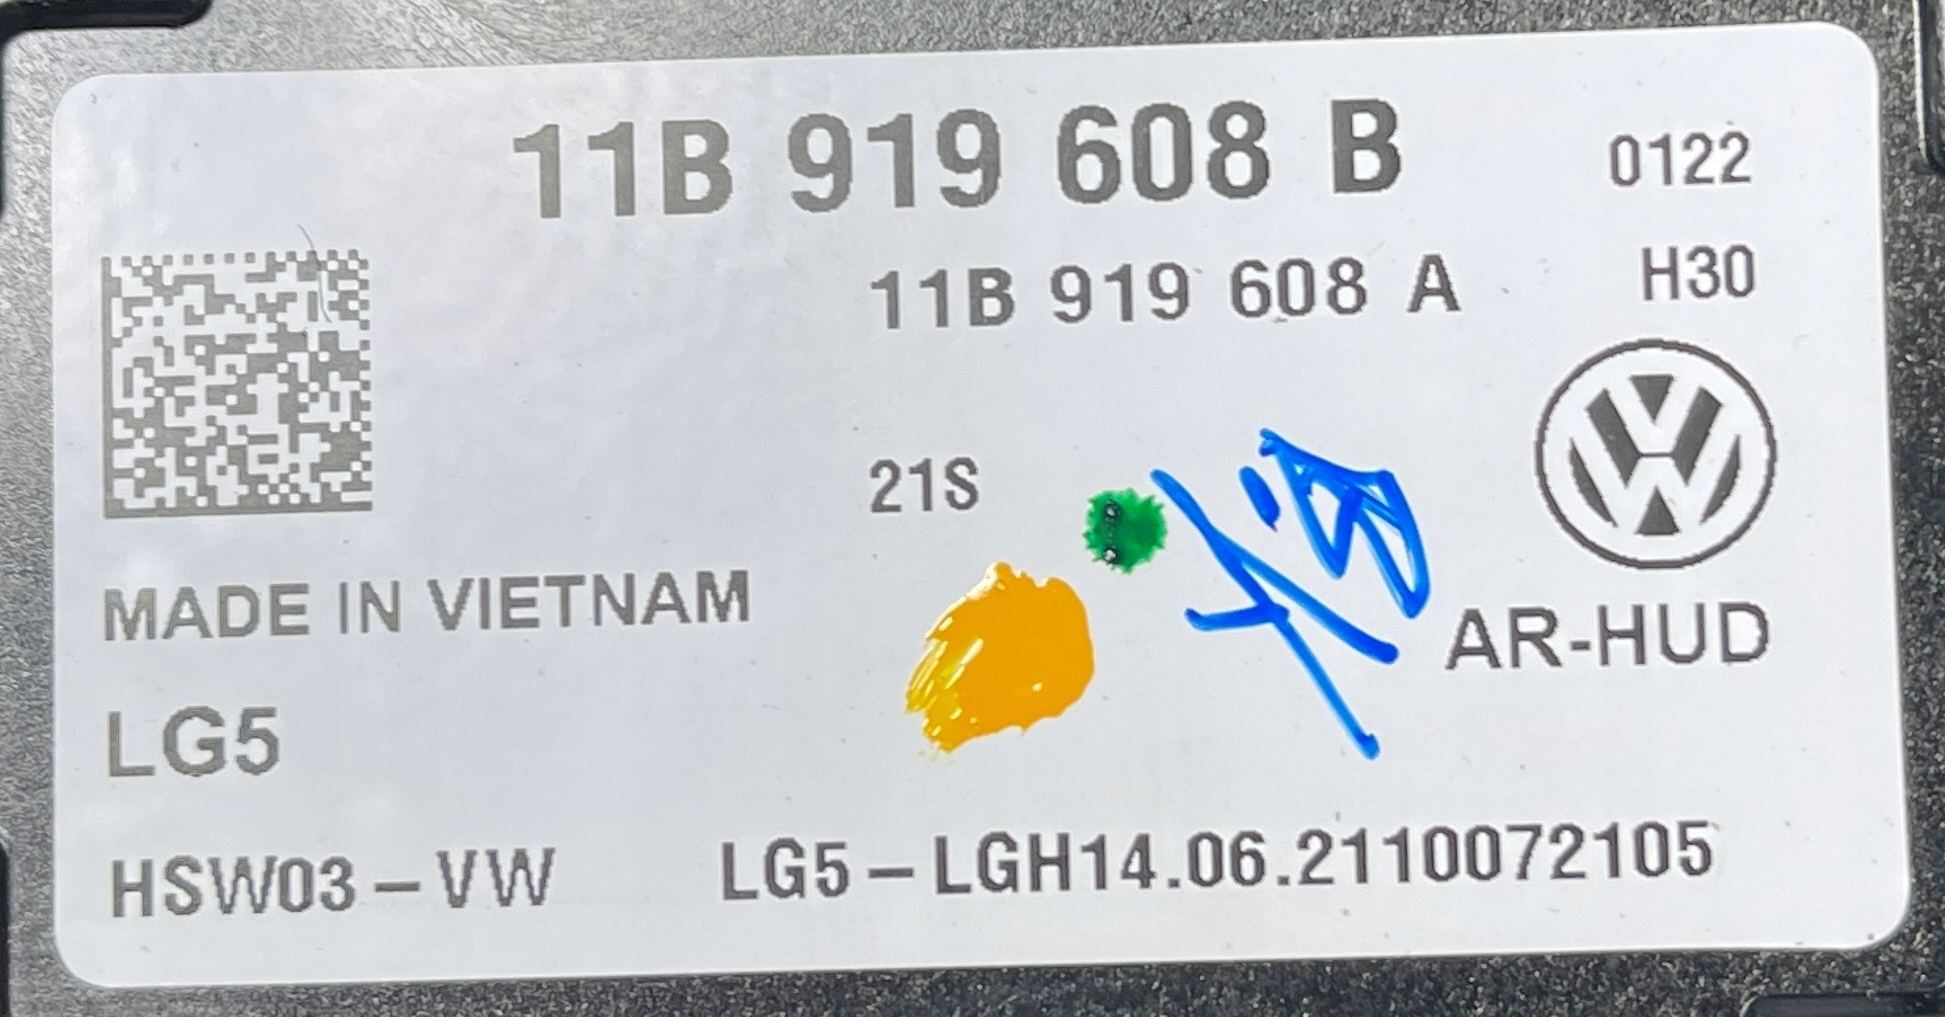 11B 919 608 B 0122
11B 919 608 A H30
21S
MADE IN VIETNAM
AR-HUD
LG5
HSW03-VW LG5-LGH14.06.2110072105